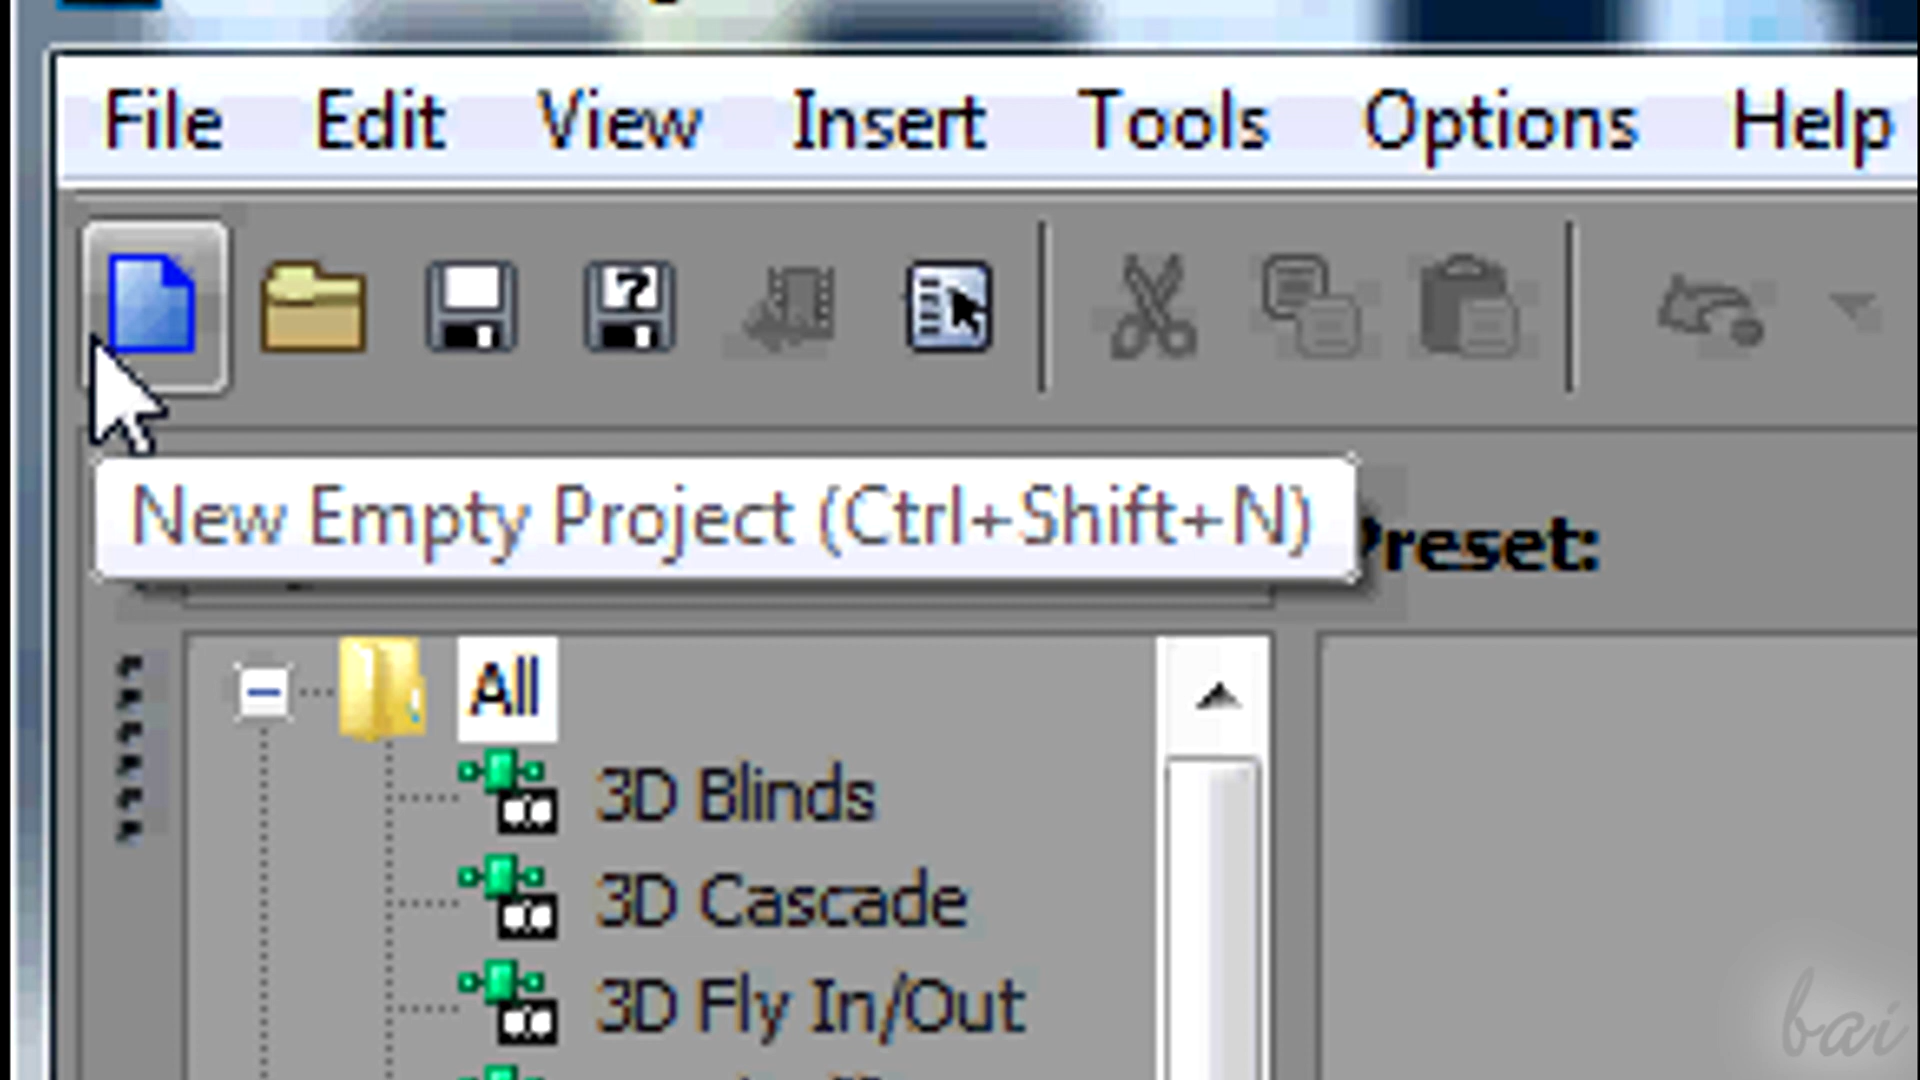 File Edit View Insert Tools Options Help
New Empty Project (Ctrl+Shift+N)
Preset:
All
3D Blinds
3D Cascade
3D Fly In/Out
bai